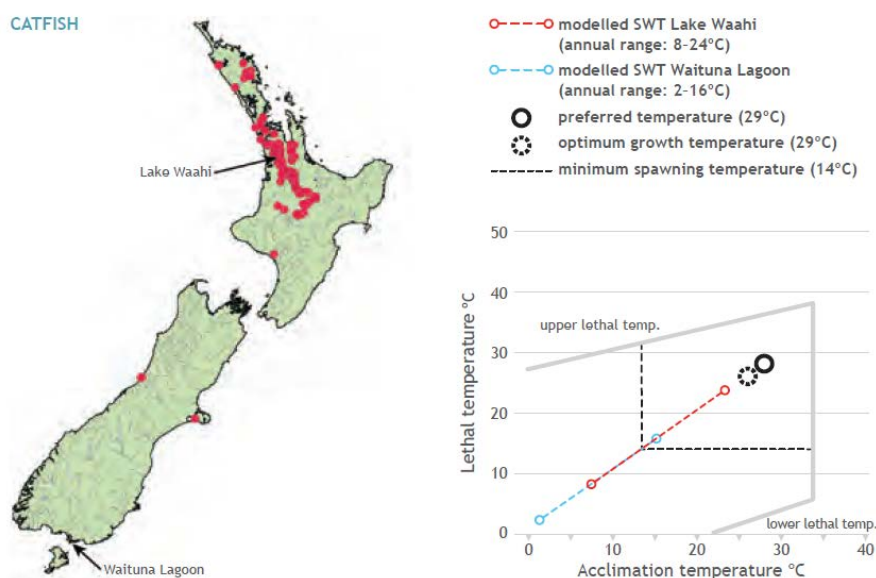 CATFISH
Lake Waahi
Waituna Lagoon
modelled SWT Lake Waahi
(annual range: 8–24°C)
modelled SWT Waituna Lagoon
(annual range: 2–16°C)
preferred temperature (29°C)
optimum growth temperature (29°C)
minimum spawning temperature (14°C)
50
40
30
20
10
0
Lethal temperature °C
upper lethal temp.
lower lethal temp.
0 10 20 30 40
Acclimation temperature °C